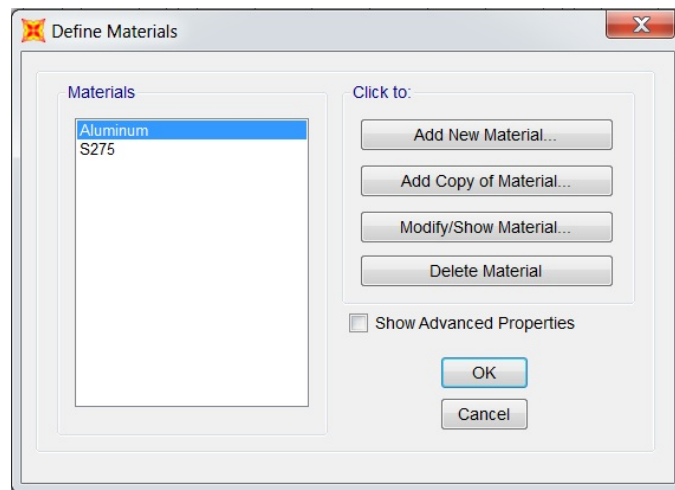 Define Materials
Materials
Aluminum
S275
Click to:
Add New Material...
Add Copy of Material...
Modify/Show Material...
Delete Material
Show Advanced Properties
OK
Cancel